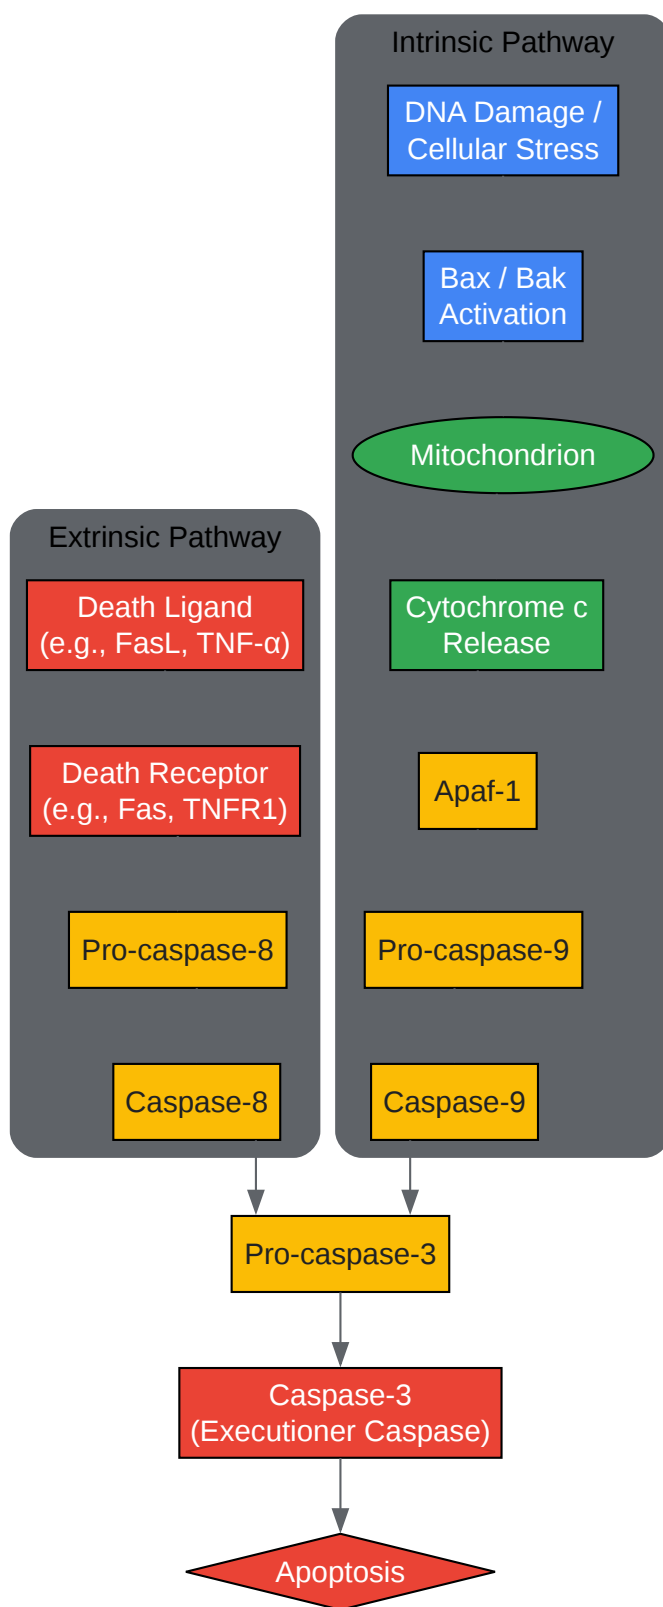 Intrinsic Pathway
DNA Damage /
Cellular Stress
Bax / Bak
Activation
Mitochondrion
Cytochrome c
Release
Apaf-1
Pro-caspase-9
Caspase-9
Extrinsic Pathway
Death Ligand
(e.g., FasL, TNF-α)
Death Receptor
(e.g., Fas, TNFR1)
Pro-caspase-8
Caspase-8
Pro-caspase-3
Caspase-3
(Executioner Caspase)
Apoptosis